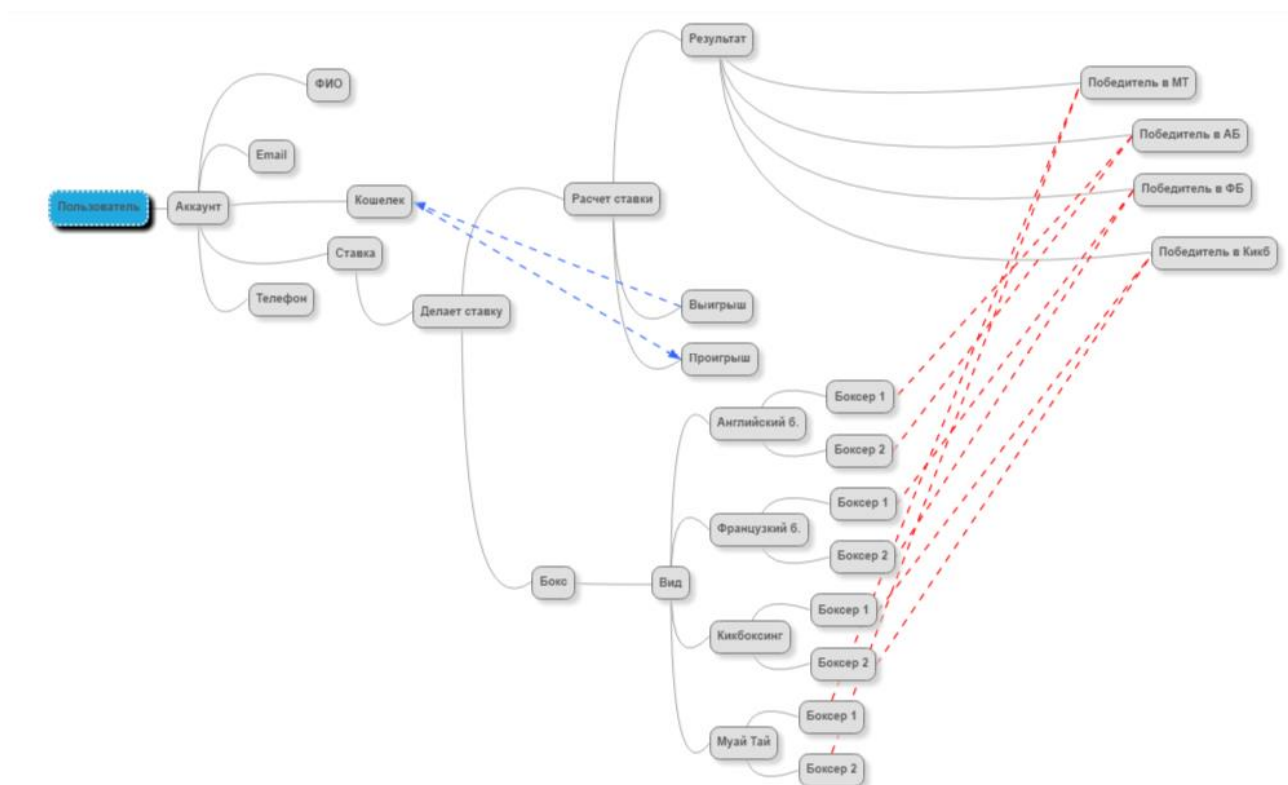 Результат
ФИО
Победитель в МТ
Победитель в АБ
Email
Победитель в ФБ
Пользователь
Аккаунт
Кошелек
Расчет ставки
Ставка
Победитель в Кикб
Телефон
Делает ставку
Выигрыш
Проигрыш
Боксер 1
Английский б.
Боксер 2
Боксер 1
Французкий б.
Боксер 2
Бокс
Вид
Боксер 1
Кикбоксинг
Боксер 2
Боксер 1
Муай Тай
Боксер 2